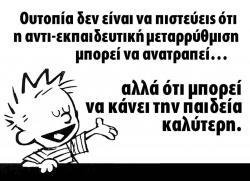 Ουτοπία δεν είναι να πιστεύεις ότι
η αντι-εκπαιδευτική μεταρρύθμιση
μπορεί να ανατραπεί...
αλλά ότι μπορεί
να κάνει την παιδεία
καλύτερη.